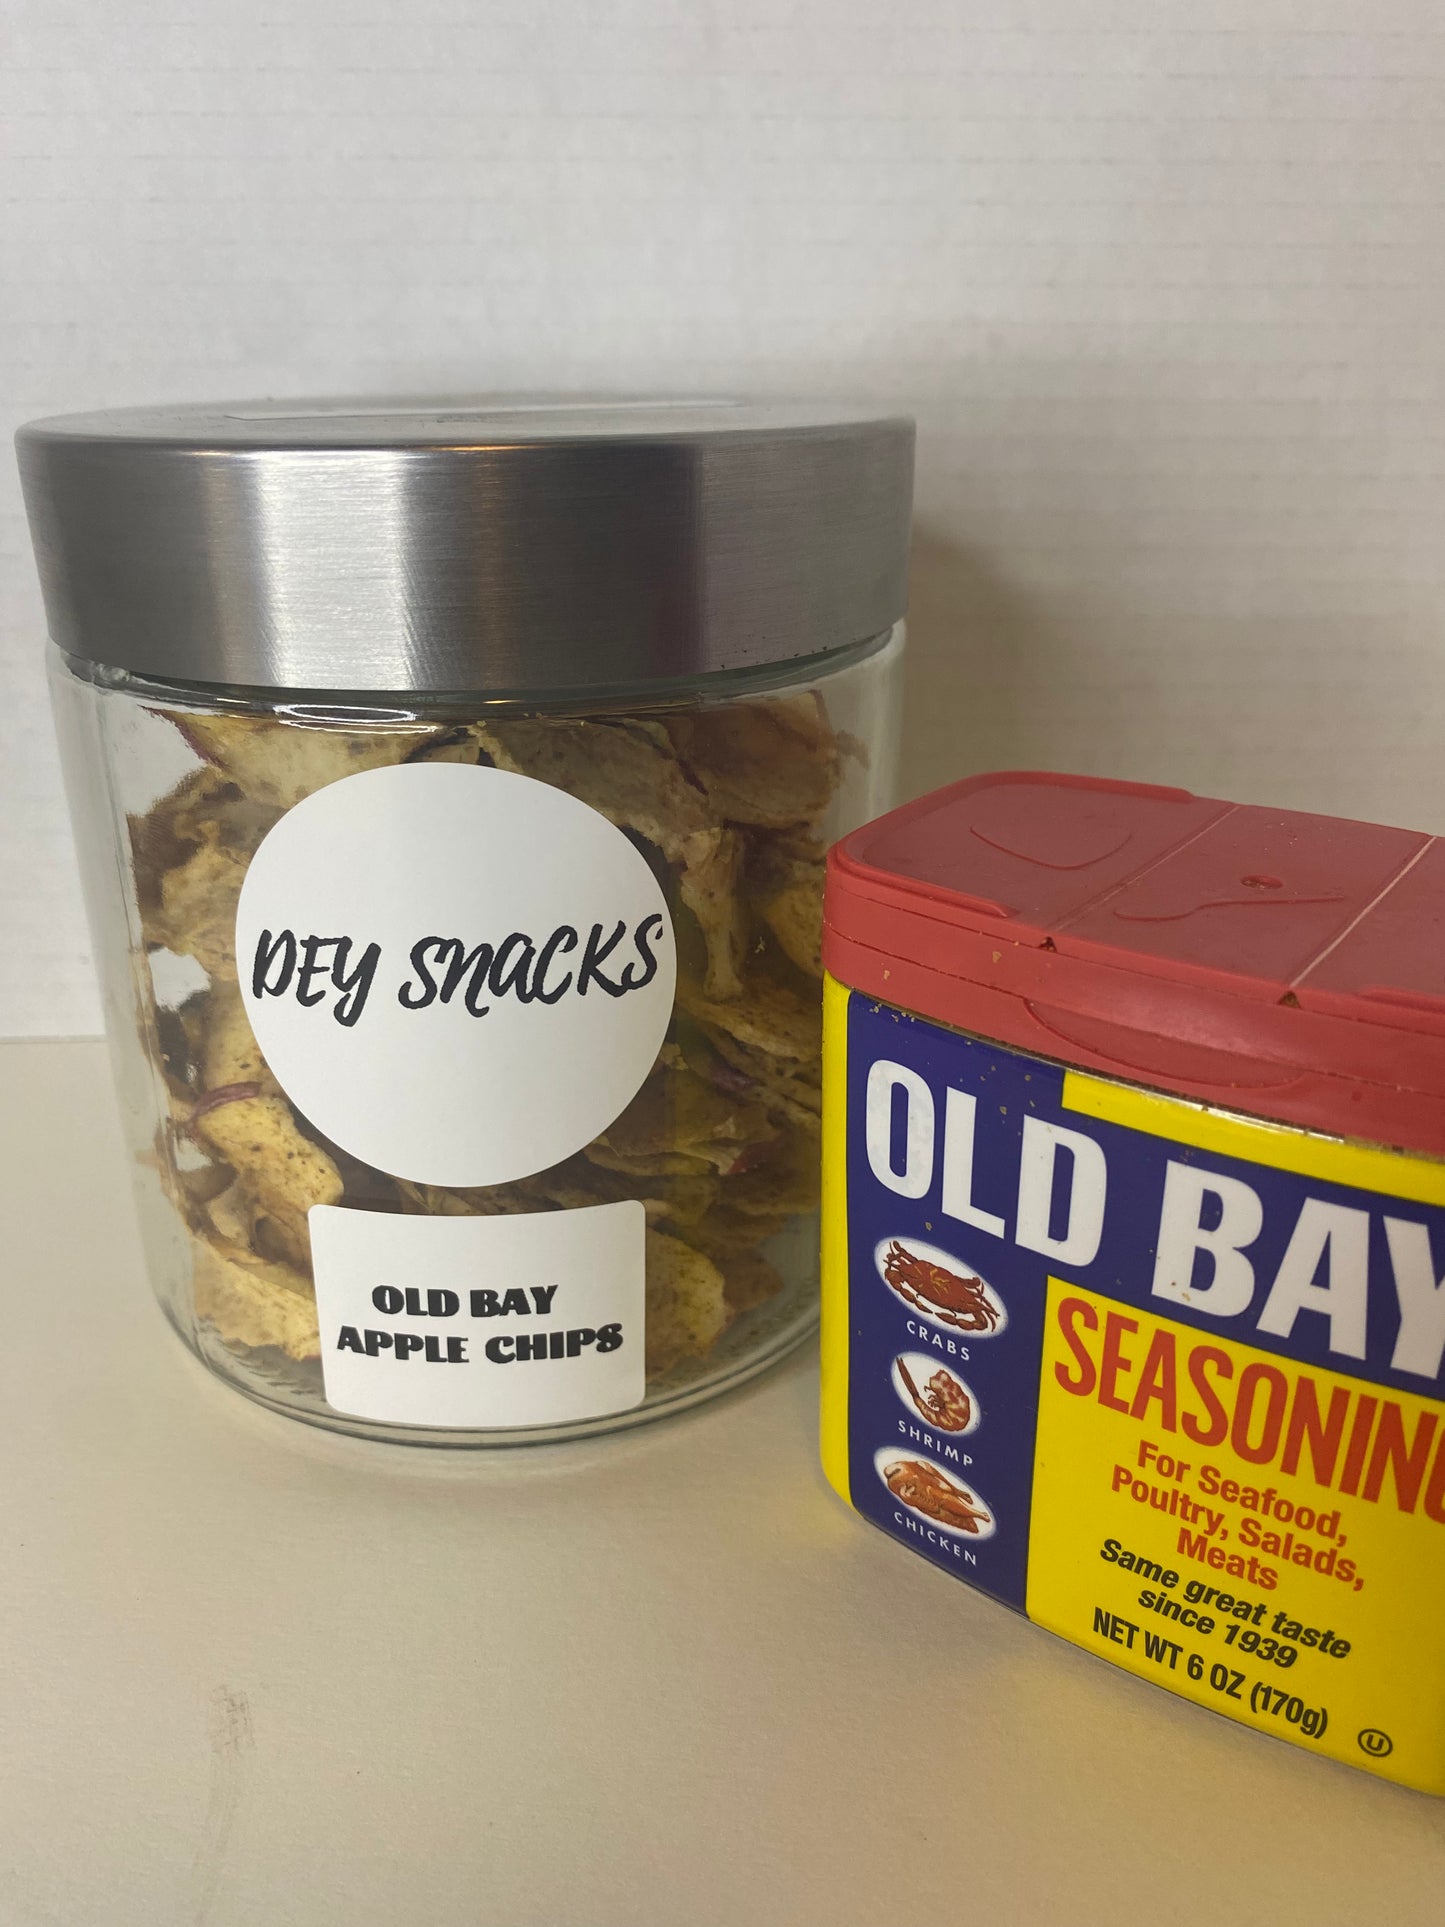 DEY SNACKS
OLD BAY
APPLE CHIPS
OLD BAY
SEASONING
CRABS
SHRIMP
CHICKEN
For Seafood,
Poultry, Salads,
Meats
Same great taste
since 1939
NET WT 6 OZ (170g)
U